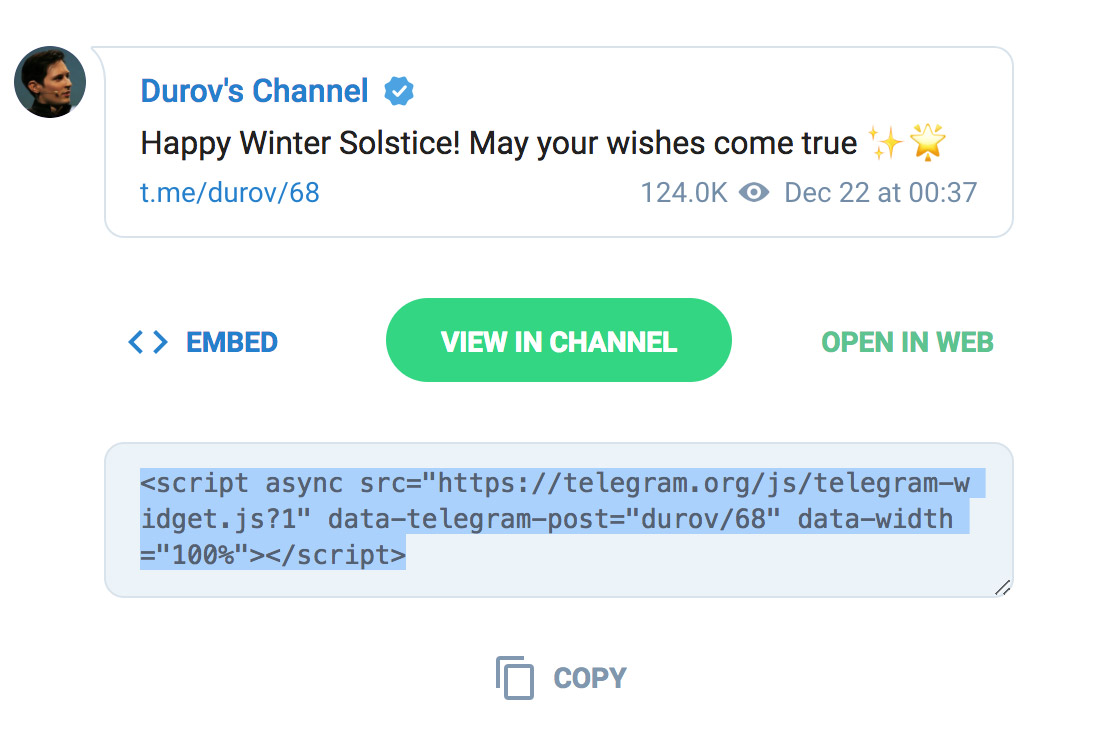 Durov's Channel
Happy Winter Solstice! May your wishes come true ✨🌟
t.me/durov/68
124.0K Dec 22 at 00:37
<> EMBED
VIEW IN CHANNEL
OPEN IN WEB
<script async src="https://telegram.org/js/telegram-w
idget.js?1" data-telegram-post="durov/68" data-width
="100%"></script>
COPY